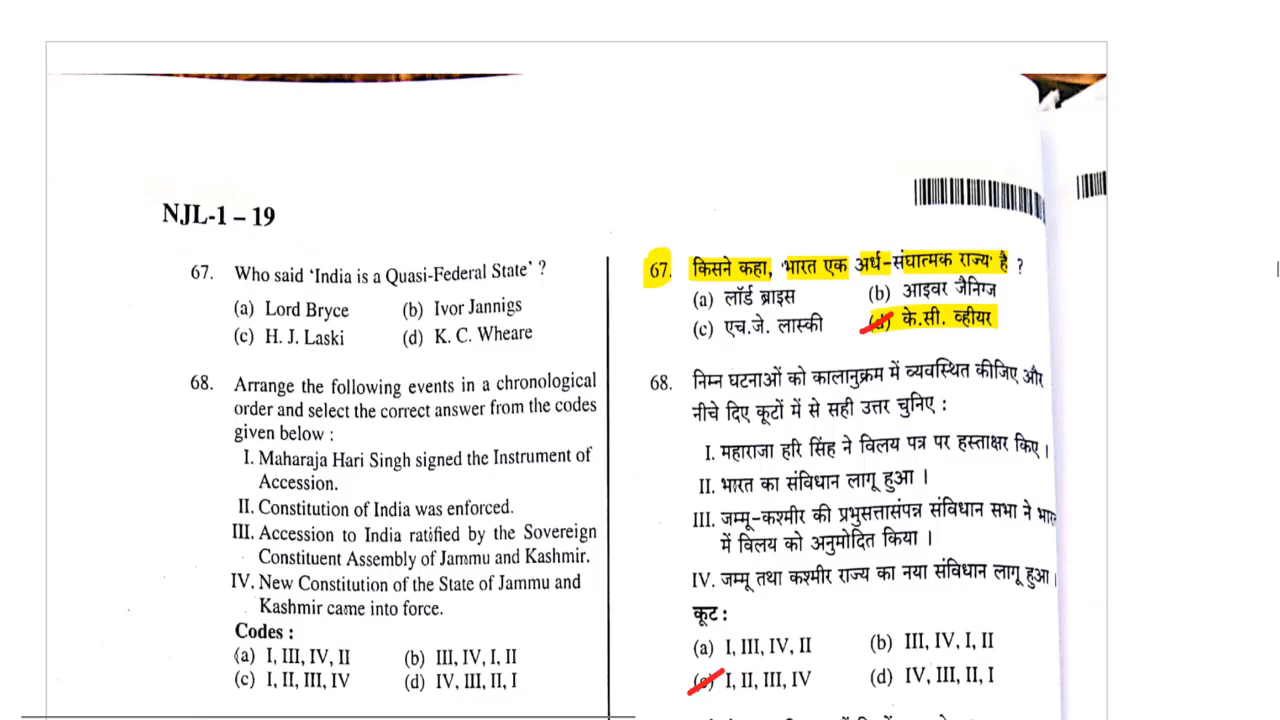 NJL-1 – 19
67. Who said ‘India is a Quasi-Federal State’ ?
(a) Lord Bryce (b) Ivor Jannigs
(c) H. J. Laski (d) K. C. Wheare
68. Arrange the following events in a chronological
order and select the correct answer from the codes
given below :
I. Maharaja Hari Singh signed the Instrument of
Accession.
II. Constitution of India was enforced.
III. Accession to India ratified by the Sovereign
Constituent Assembly of Jammu and Kashmir.
IV. New Constitution of the State of Jammu and
Kashmir came into force.
Codes :
(a) I, III, IV, II (b) III, IV, I, II
(c) I, II, III, IV (d) IV, III, II, I
67. किसने कहा, ‘भारत एक अर्ध-संघात्मक राज्य’ है ?
(a) लॉर्ड ब्राइस (b) आइवर जैनिग्ज
(c) एच.जे. लास्की (d) के.सी. व्हीयर
68. निम्न घटनाओं को कालानुक्रम में व्यवस्थित कीजिए और
नीचे दिए कूटों में से सही उत्तर चुनिए :
I. महाराजा हरि सिंह ने विलय पत्र पर हस्ताक्षर किए।
II. भारत का संविधान लागू हुआ ।
III. जम्मू-कश्मीर की प्रभुसत्तासंपन्न संविधान सभा ने
में विलय को अनुमोदित किया ।
IV. जम्मू तथा कश्मीर राज्य का नया संविधान लागू हुआ।
कूट :
(a) I, III, IV, II (b) III, IV, I, II
(c) I, II, III, IV (d) IV, III, II, I